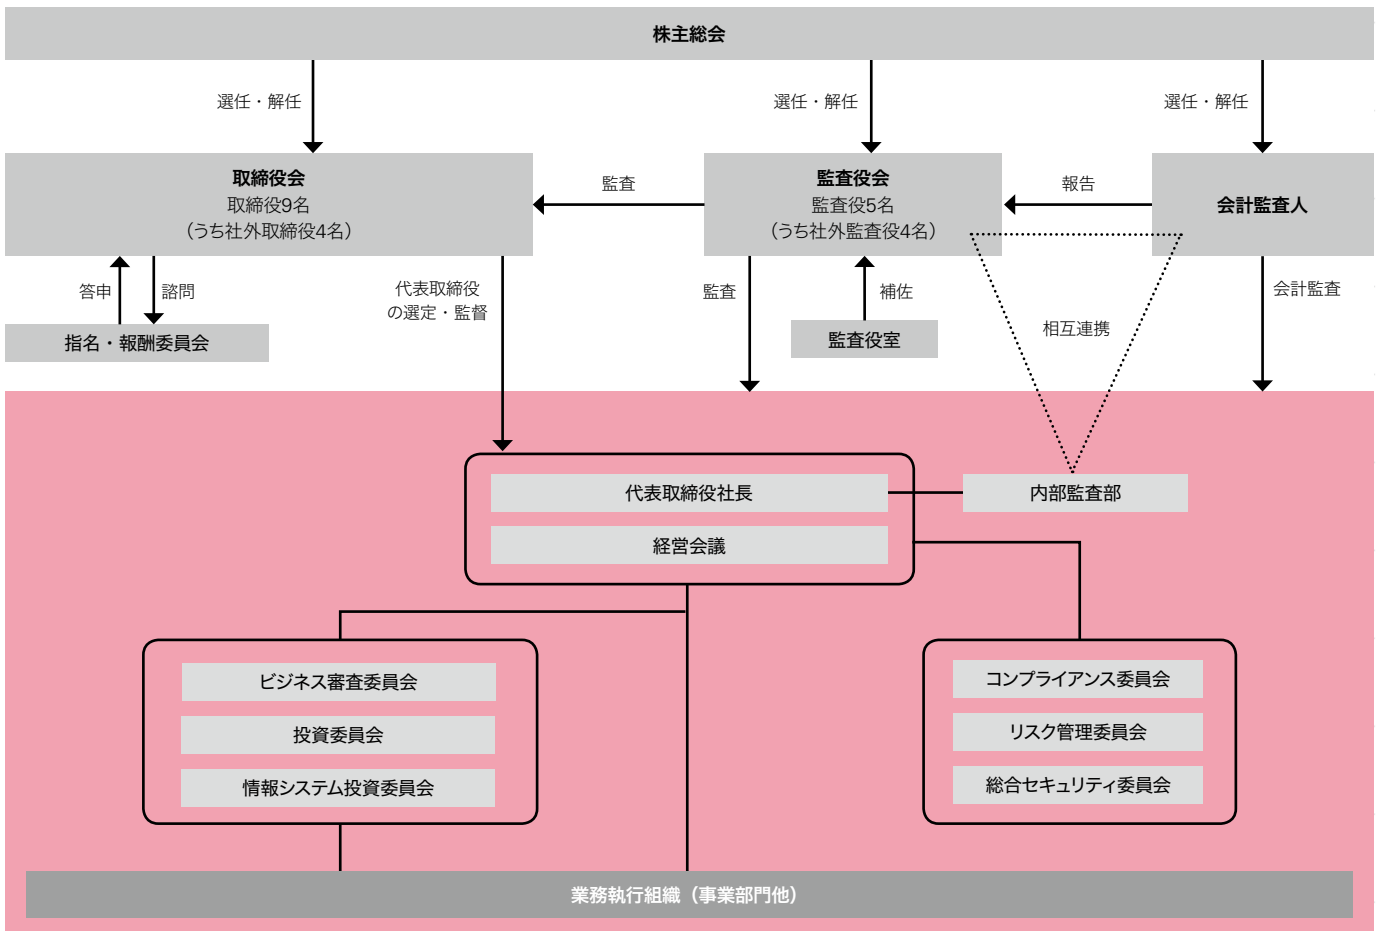 株主総会
選任・解任
選任・解任
選任・解任
取締役会
取締役9名
（うち社外取締役4名）
監査
監査役会
監査役5名
（うち社外監査役4名）
報告
会計監査人
答申
諮問
代表取締役
の選定・監督
監査
補佐
会計監査
指名・報酬委員会
監査役室
相互連携
代表取締役社長
内部監査部
経営会議
ビジネス審査委員会
投資委員会
情報システム投資委員会
コンプライアンス委員会
リスク管理委員会
総合セキュリティ委員会
業務執行組織（事業部門他）